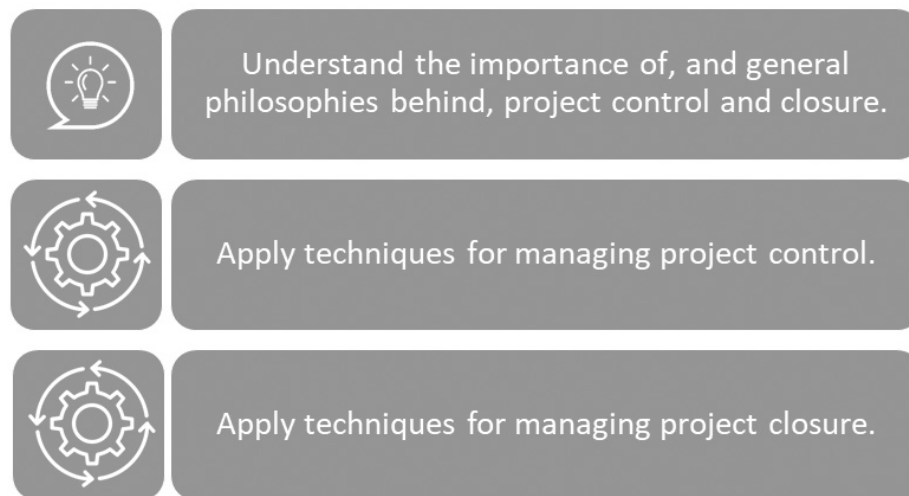 Understand the importance of, and general
philosophies behind, project control and closure.
Apply techniques for managing project control.
Apply techniques for managing project closure.